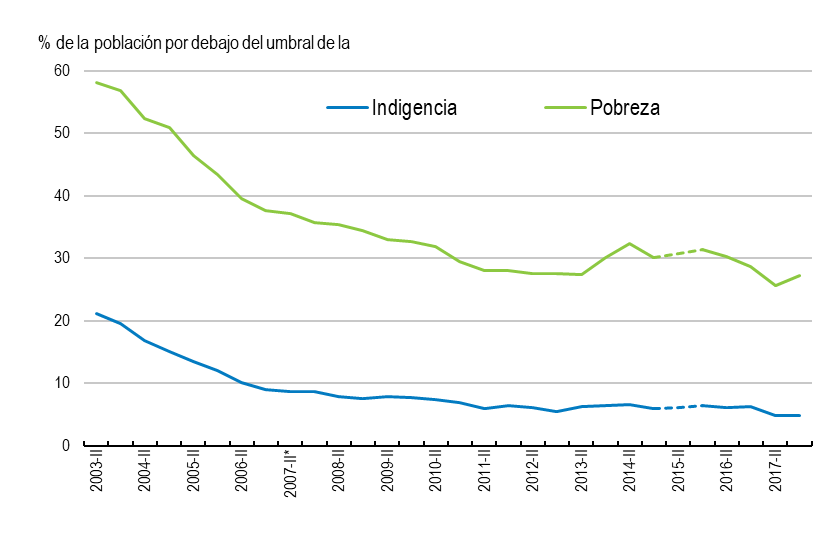 % de la población por debajo del umbral de la
60
Indigencia
Pobreza
50
40
30
20
10
0
2003-II
2004-II
2005-II
2006-II
2007-II*
2008-II
2009-II
2010-II
2011-II
2012-II
2013-II
2014-II
2015-II
2016-II
2017-II